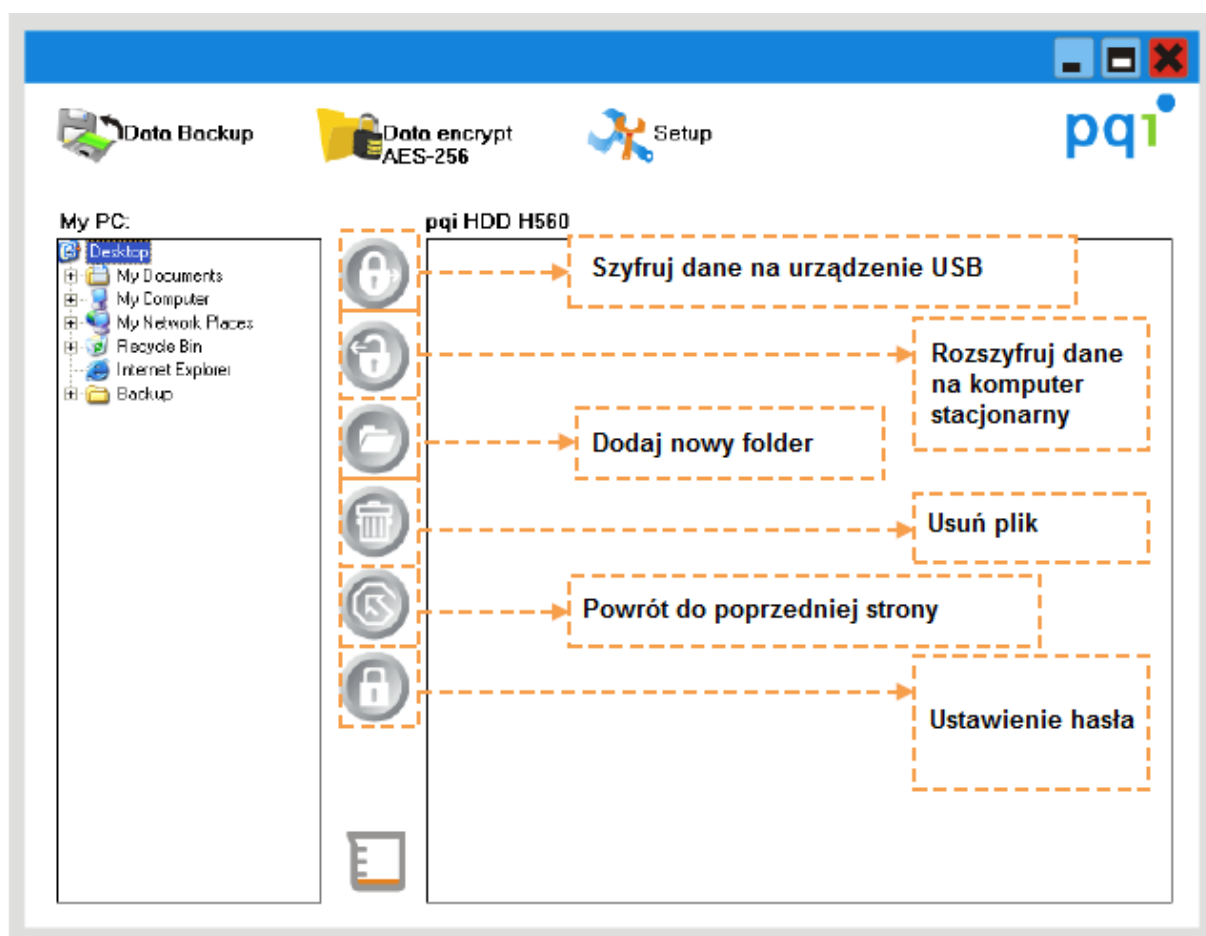 Data Backup
Data encrypt
AES-256
Setup
pqi
My PC:
pqi HDD H560
Desktop
My Documents
My Computer
My Network Places
Recycle Bin
Internet Explorer
Backup
Szyfruj dane na urządzenie USB
Rozszyfruj dane
na komputer
stacjonarny
Dodaj nowy folder
Usuń plik
Powrót do poprzedniej strony
Ustawienie hasła